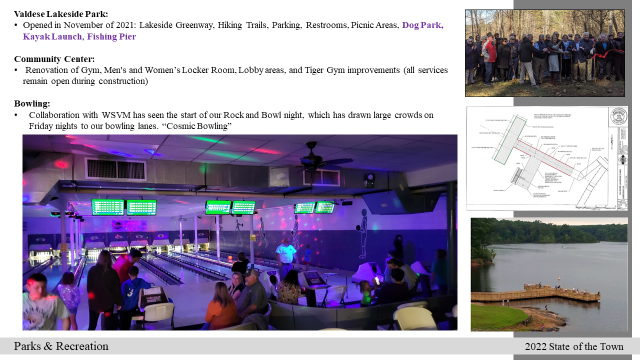 Valdese Lakeside Park:
• Opened in November of 2021: Lakeside Greenway, Hiking Trails, Parking, Restrooms, Picnic Areas, Dog Park,
Kayak Launch, Fishing Pier
Community Center:
• Renovation of Gym, Men's and Women's Locker Room, Lobby areas, and Tiger Gym improvements (all services
remain open during construction)
Bowling:
• Collaboration with WSVM has seen the start of our Rock and Bowl night, which has drawn large crowds on
Friday nights to our bowling lanes. "Cosmic Bowling"
Parks & Recreation
2022 State of the Town